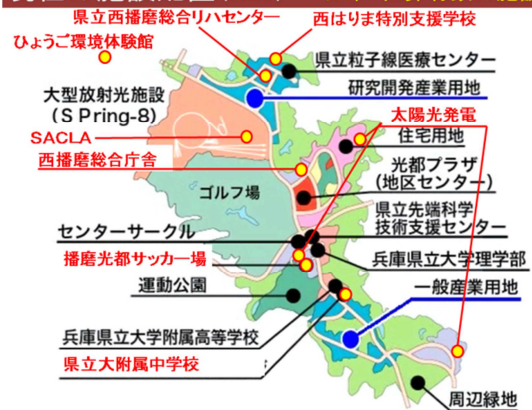 県立西播磨総合リハセンター
西はりま特別支援学校
ひょうご環境体験館
県立粒子線医療センター
大型放射光施設
(SPring-8)
研究開発産業用地
太陽光発電
SACLA
住宅用地
西播磨総合庁舎
光都プラザ
(地区センター)
ゴルフ場
県立先端科学
技術支援センター
センターサークル
播磨光都サッカー場
兵庫県立大学理学部
運動公園
一般産業用地
兵庫県立大学附属高等学校
県立大附属中学校
周辺緑地